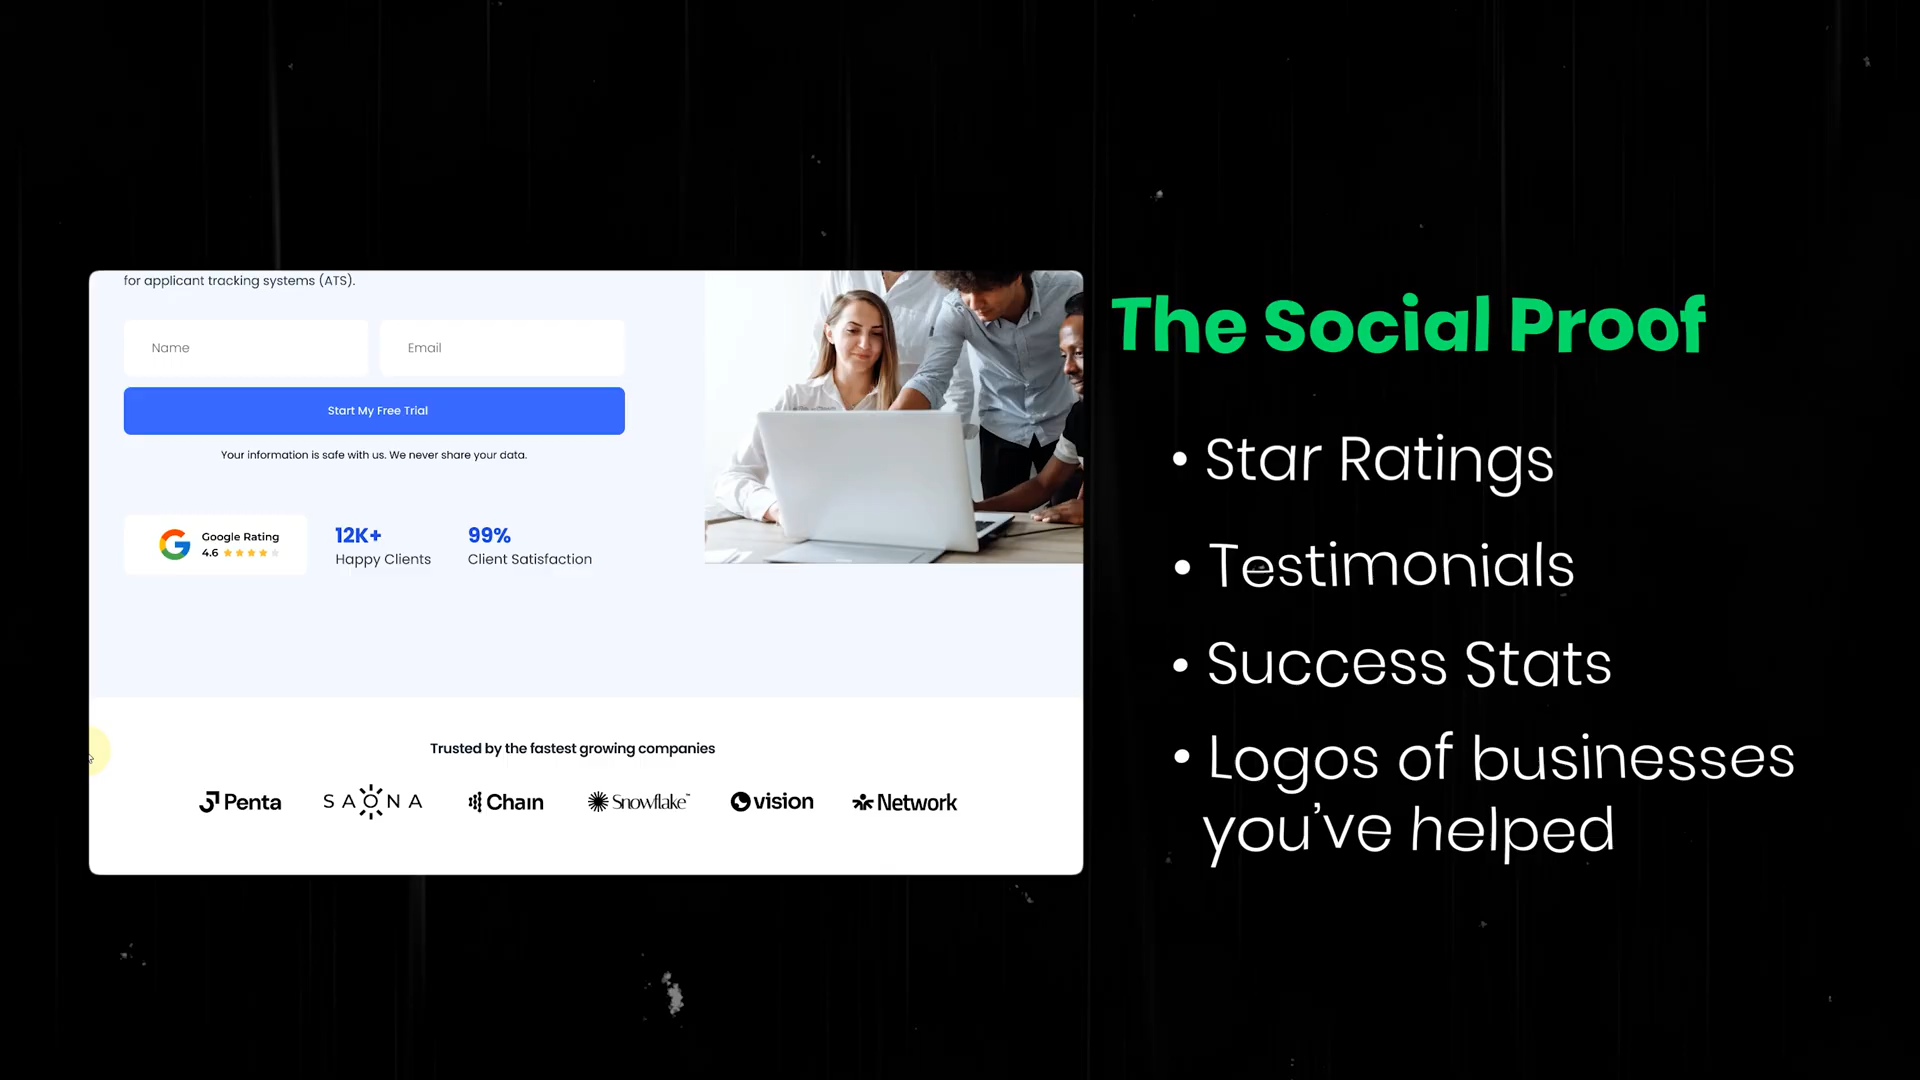 for applicant tracking systems (ATS).
Name
Email
Start My Free Trial
Your information is safe with us. We never share your data.
Google Rating
4.6
12K+
Happy Clients
99%
Client Satisfaction
Trusted by the fastest growing companies
Penta
SAONA
Chain
Snowflake™
vision
Network
The Social Proof
• Star Ratings
• Testimonials
• Success Stats
• Logos of businesses
you've helped